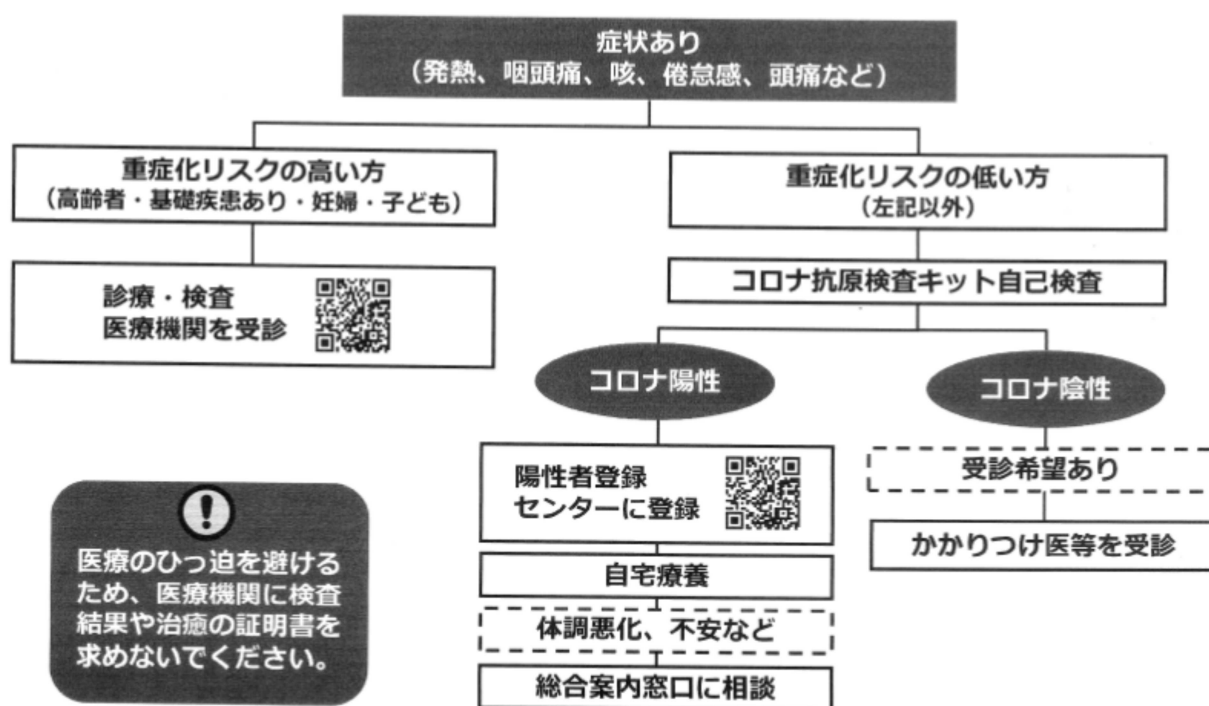 症状あり
（発熱、咽頭痛、咳、倦怠感、頭痛など）
重症化リスクの高い方
（高齢者・基礎疾患あり・妊婦・子ども）
診療・検査
医療機関を受診
重症化リスクの低い方
（左記以外）
コロナ抗原検査キット自己検査
コロナ陽性
陽性者登録
センターに登録
自宅療養
体調悪化、不安など
総合案内窓口に相談
コロナ陰性
受診希望あり
かかりつけ医等を受診
医療のひっ迫を避ける
ため、医療機関に検査
結果や治癒の証明書を
求めないでください。